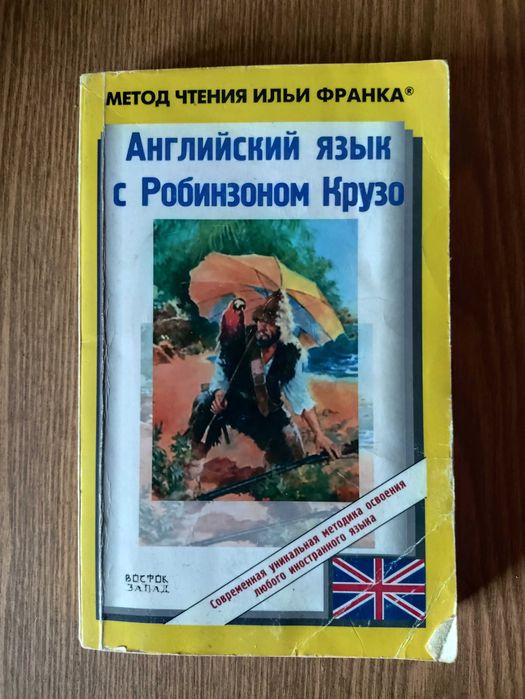 МЕТОД ЧТЕНИЯ ИЛЬИ ФРАНКА®
Английский язык
с Робинзоном Крузо
Современная уникальная методика освоения
любого иностранного языка
ВОСТОК
ЗАПАД